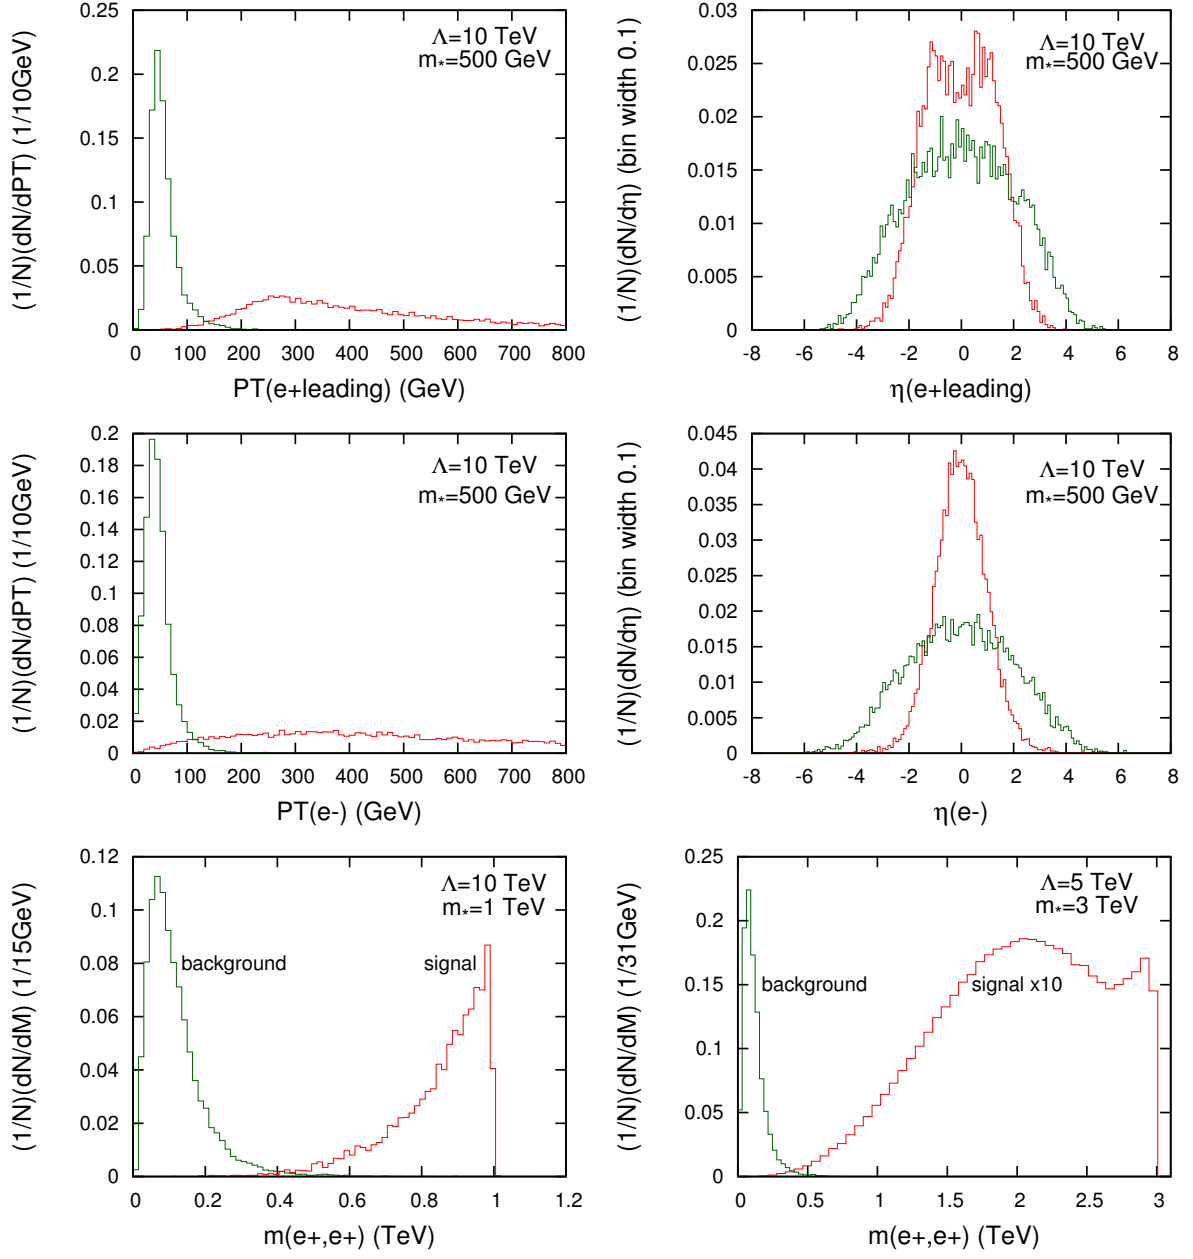 (1/N)(dN/dPT) (1/10GeV)
0.25
0.2
0.15
0.1
0.05
0
Λ=10 TeV
m*=500 GeV
0 100 200 300 400 500 600 700 800
PT(e+leading) (GeV)
(1/N)(dN/dη) (bin width 0.1)
0.03
0.025
0.02
0.015
0.01
0.005
0
Λ=10 TeV
m*=500 GeV
-8 -6 -4 -2 0 2 4 6 8
η(e+leading)
(1/N)(dN/dPT) (1/10GeV)
0.2
0.18
0.16
0.14
0.12
0.1
0.08
0.06
0.04
0.02
0
Λ=10 TeV
m*=500 GeV
0 100 200 300 400 500 600 700 800
PT(e-) (GeV)
(1/N)(dN/dη) (bin width 0.1)
0.045
0.04
0.035
0.03
0.025
0.02
0.015
0.01
0.005
0
Λ=10 TeV
m*=500 GeV
-8 -6 -4 -2 0 2 4 6 8
η(e-)
(1/N)(dN/dM) (1/15GeV)
0.12
0.1
0.08
0.06
0.04
0.02
0
Λ=10 TeV
m*=1 TeV
background
signal
0 0.2 0.4 0.6 0.8 1 1.2
m(e+,e+) (TeV)
(1/N)(dN/dM) (1/31GeV)
0.25
0.2
0.15
0.1
0.05
0
Λ=5 TeV
m*=3 TeV
background
signal x10
0 0.5 1 1.5 2 2.5 3
m(e+,e+) (TeV)